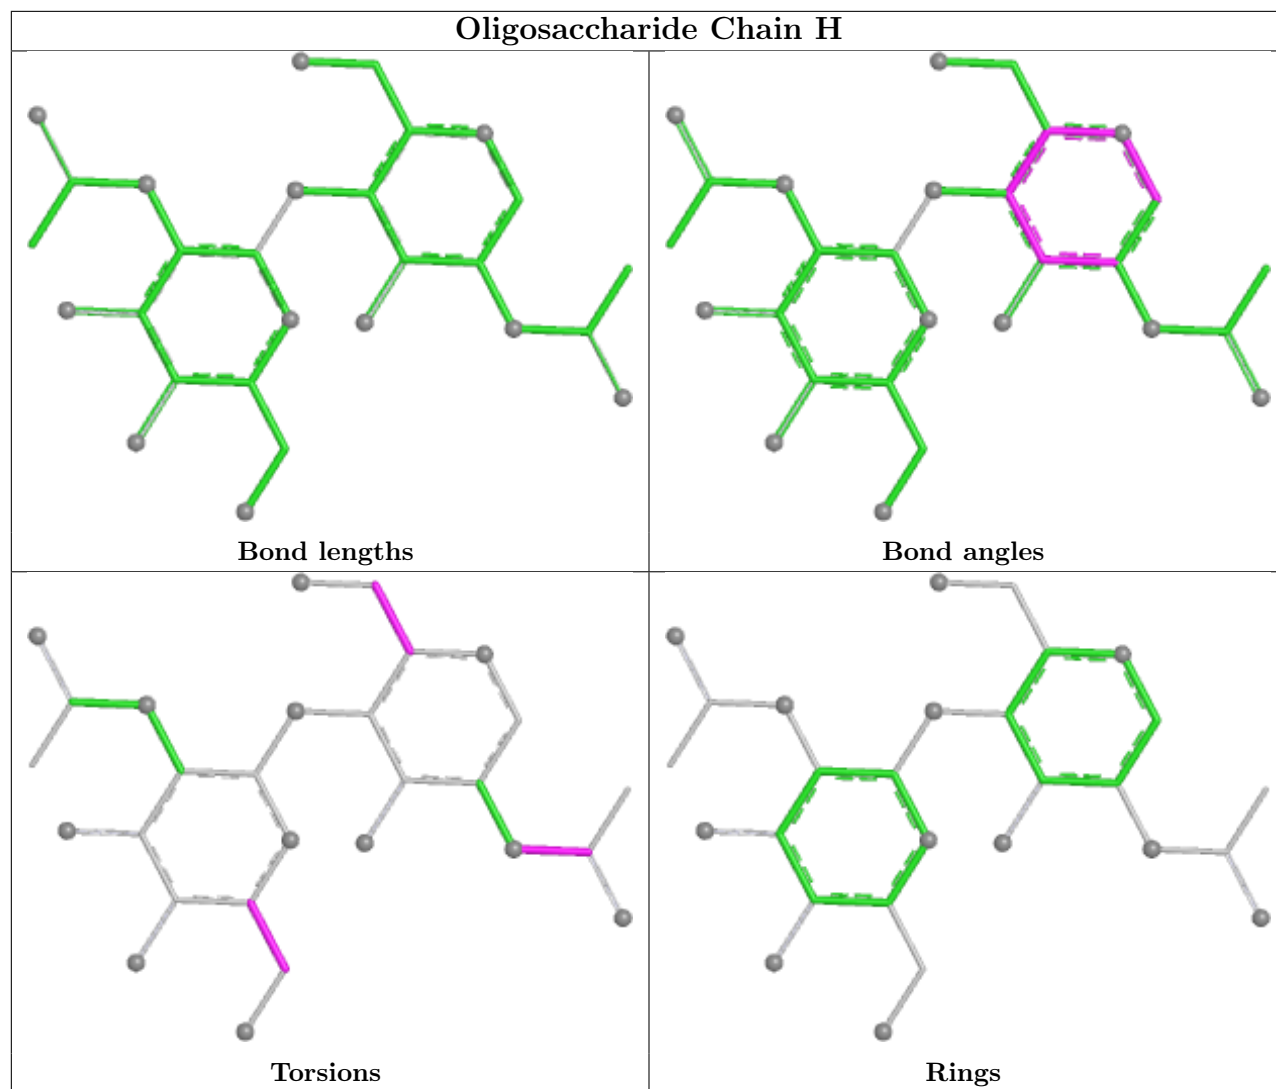 Oligosaccharide Chain H
Bond lengths
Bond angles
Torsions
Rings